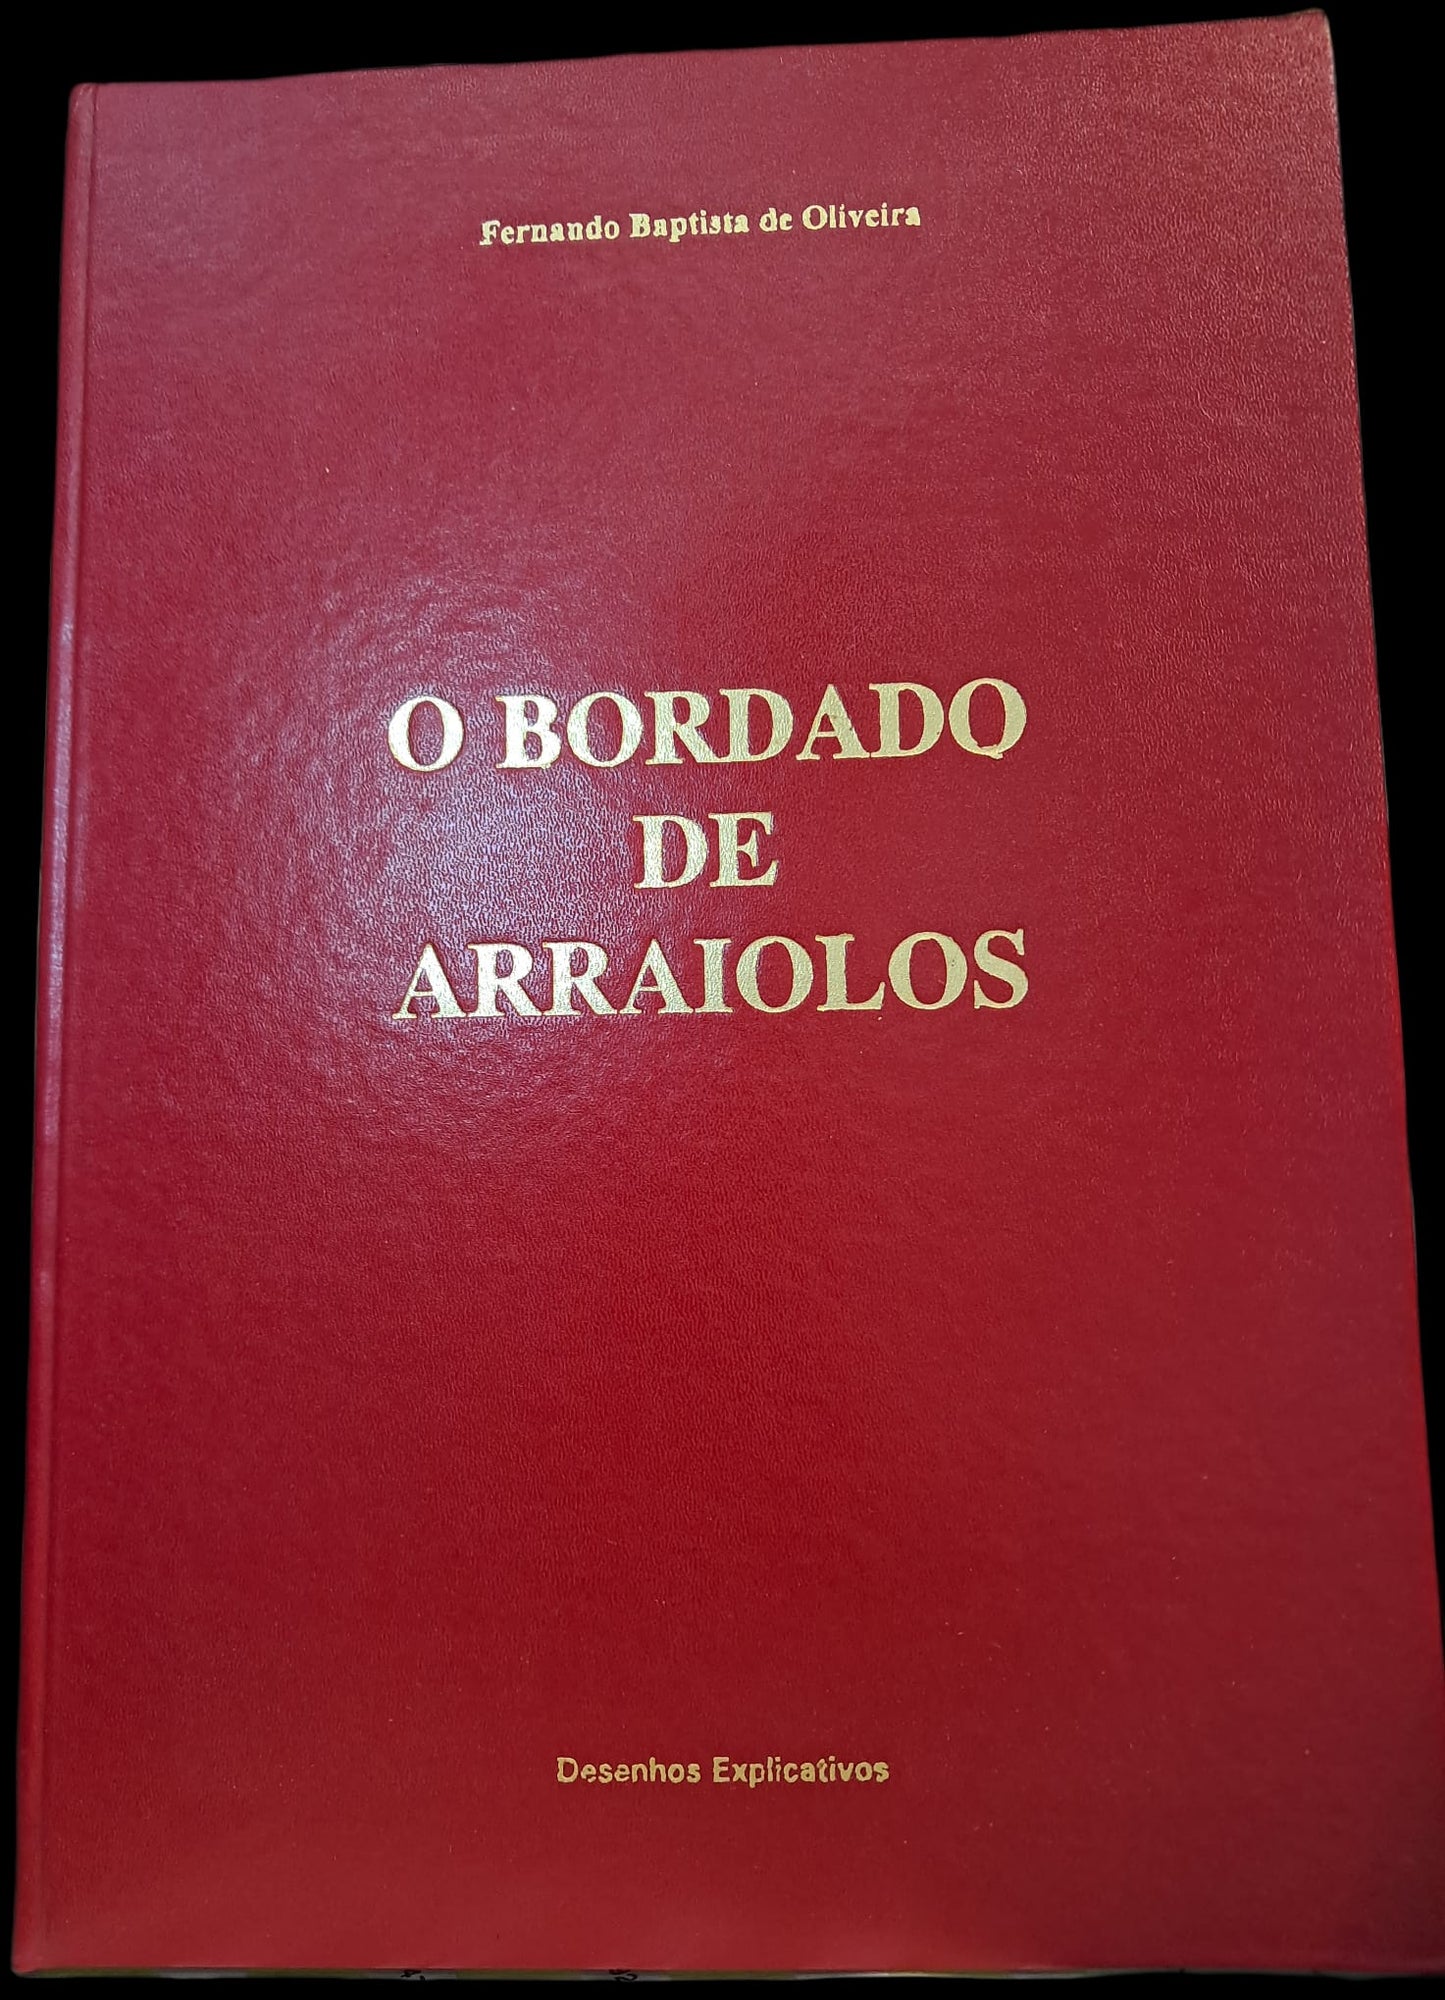 Fernando Baptista de Oliveira
O BORDADO
DE
ARRAIOLOS
Desenhos Explicativos